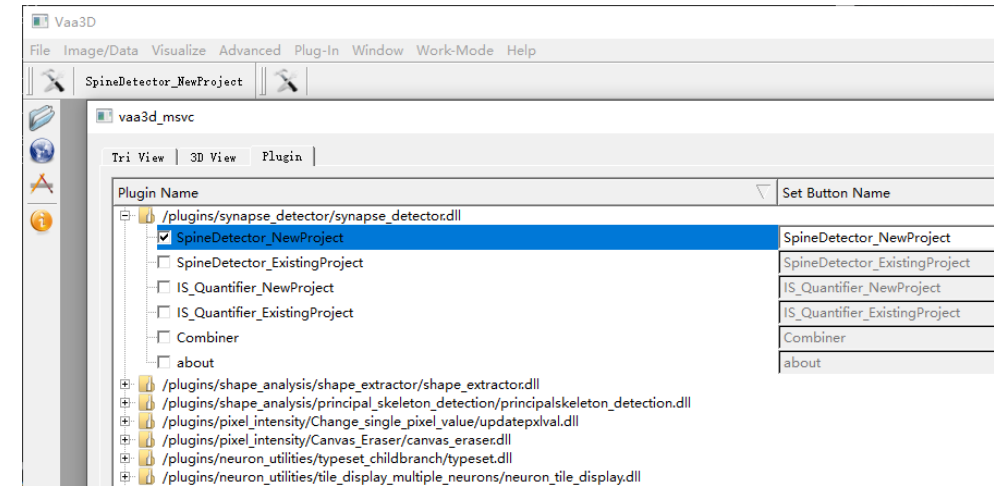 Vaa3D
File Image/Data Visualize Advanced Plug-In Window Work-Mode Help
SpineDetector_NewProject
vaa3d_msvc
Tri View 3D View Plugin
Plugin Name Set Button Name
/plugins/synapse_detector/synapse_detector.dll
SpineDetector_NewProject SpineDetector_NewProject
SpineDetector_ExistingProject SpineDetector_ExistingProject
IS_Quantifier_NewProject IS_Quantifier_NewProject
IS_Quantifier_ExistingProject IS_Quantifier_ExistingProject
Combiner Combiner
about about
/plugins/shape_analysis/shape_extractor/shape_extractor.dll
/plugins/shape_analysis/principal_skeleton_detection/principalskeleton_detection.dll
/plugins/pixel_intensity/Change_single_pixel_value/updatepxlval.dll
/plugins/pixel_intensity/Canvas_Eraser/canvas_eraser.dll
/plugins/neuron_utilities/typeset_childbranch/typeset.dll
/plugins/neuron_utilities/tile_display_multiple_neurons/neuron_tile_display.dll